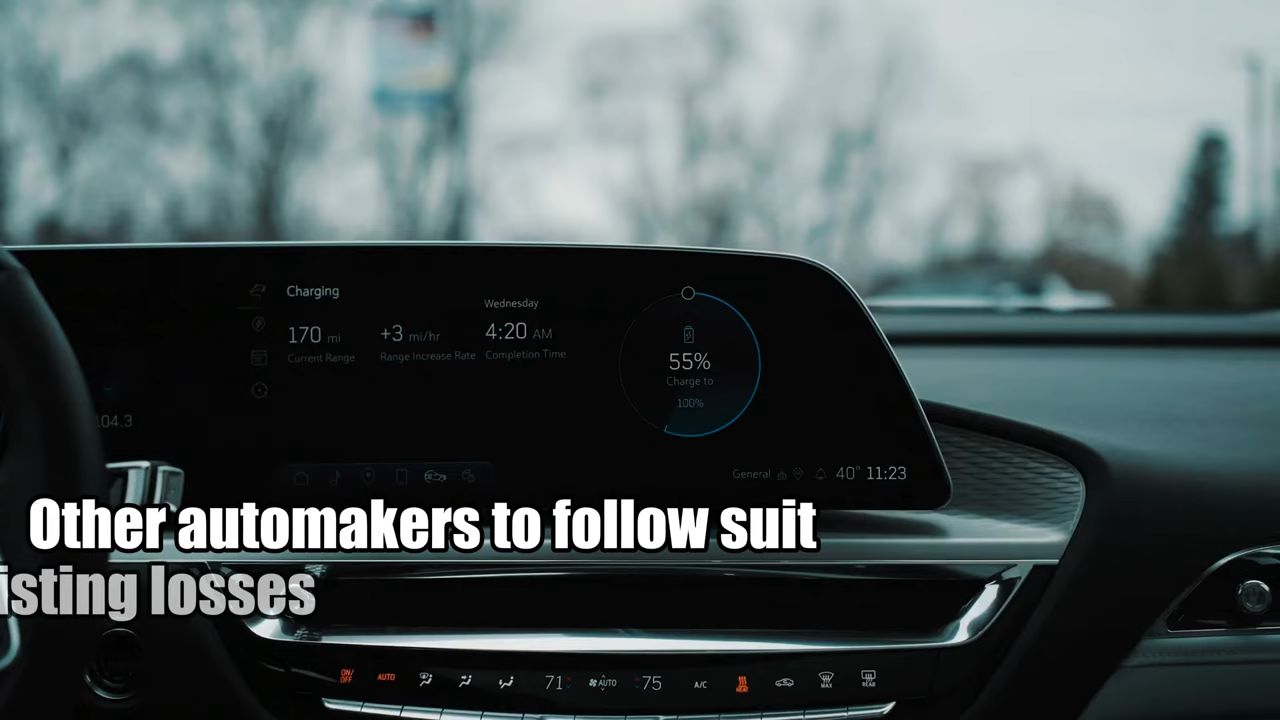 Charging
Wednesday
170 mi
+3 mi/hr
4:20 AM
Current Range
Range Increase Rate
Completion Time
55%
Charge to
100%
104.3
General
40° 11:23
Other automakers to follow suit
isting losses
ON/OFF
AUTO
71
AUTO
75
A/C
HEAT
MAX
REAR